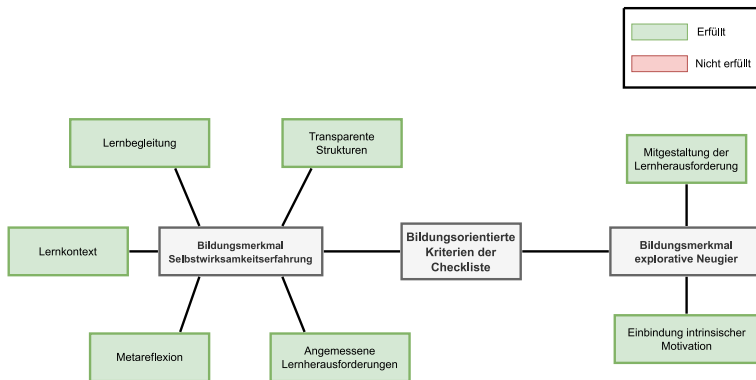 Erfüllt
Nicht erfüllt
Lernbegleitung
Transparente
Strukturen
Mitgestaltung der
Lernherausforderung
Lernkontext
Bildungsmerkmal
Selbstwirksamkeitserfahrung
Bildungsorientierte
Kriterien der
Checkliste
Bildungsmerkmal
explorative Neugier
Metareflexion
Angemessene
Lernherausforderungen
Einbindung intrinsischer
Motivation